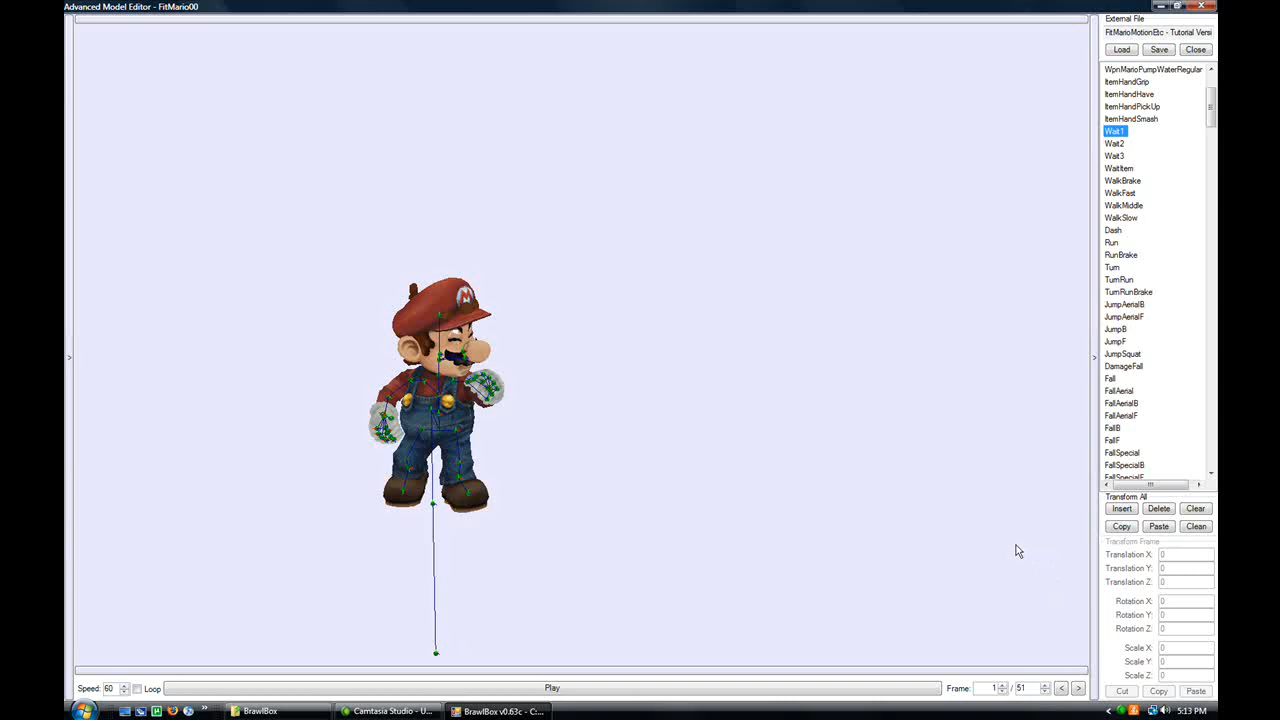 Advanced Model Editor - FitMario00
External File
FitMarioMotionEtc - Tutorial Versi
Load Save Close
WpnMarioPumpWaterRegular
ItemHandGrip
ItemHandHave
ItemHandPickUp
ItemHandSmash
Wait1
Wait2
Wait3
WaitItem
WalkBrake
WalkFast
WalkMiddle
WalkSlow
Dash
Run
RunBrake
Turn
TurnRun
TurnRunBrake
JumpAerialB
JumpAerialF
JumpB
JumpF
JumpSquat
DamageFall
Fall
FallAerial
FallAerialB
FallAerialF
FallB
FallF
FallSpecial
FallSpecialB
FallSpecialF
Transform All
Insert Delete Clear
Copy Paste Clean
Transform Frame
Translation X: 0
Translation Y: 0
Translation Z: 0
Rotation X: 0
Rotation Y: 0
Rotation Z: 0
Scale X: 0
Scale Y: 0
Scale Z: 0
Cut Copy Paste
M
> >
Speed: 60 Loop Play Frame: 1 / 51 < >
BrawlBox Camtasia Studio - U... BrawlBox v0.63c - C:... 5:13 PM